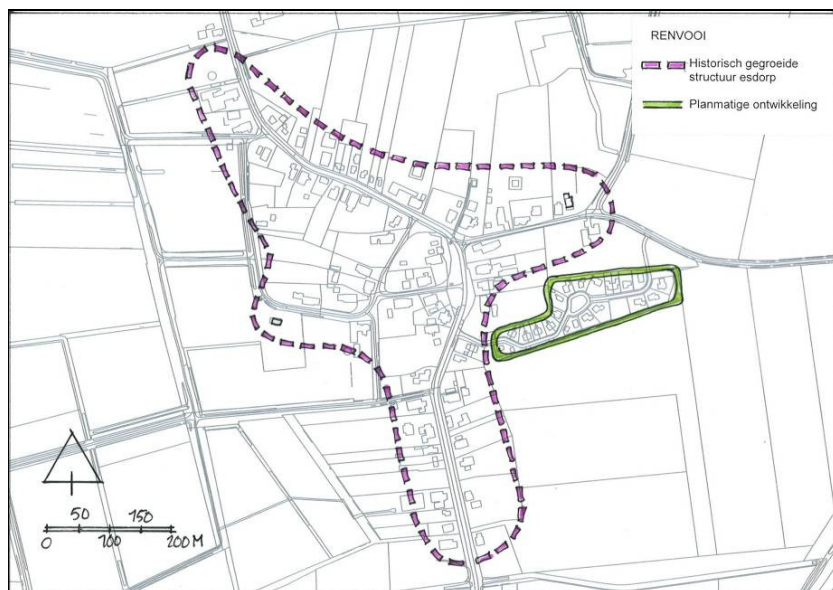 RENVOOI
Historisch gegroeide
structuur esdorp
Planmatige ontwikkeling
50 150
0 100 200 M